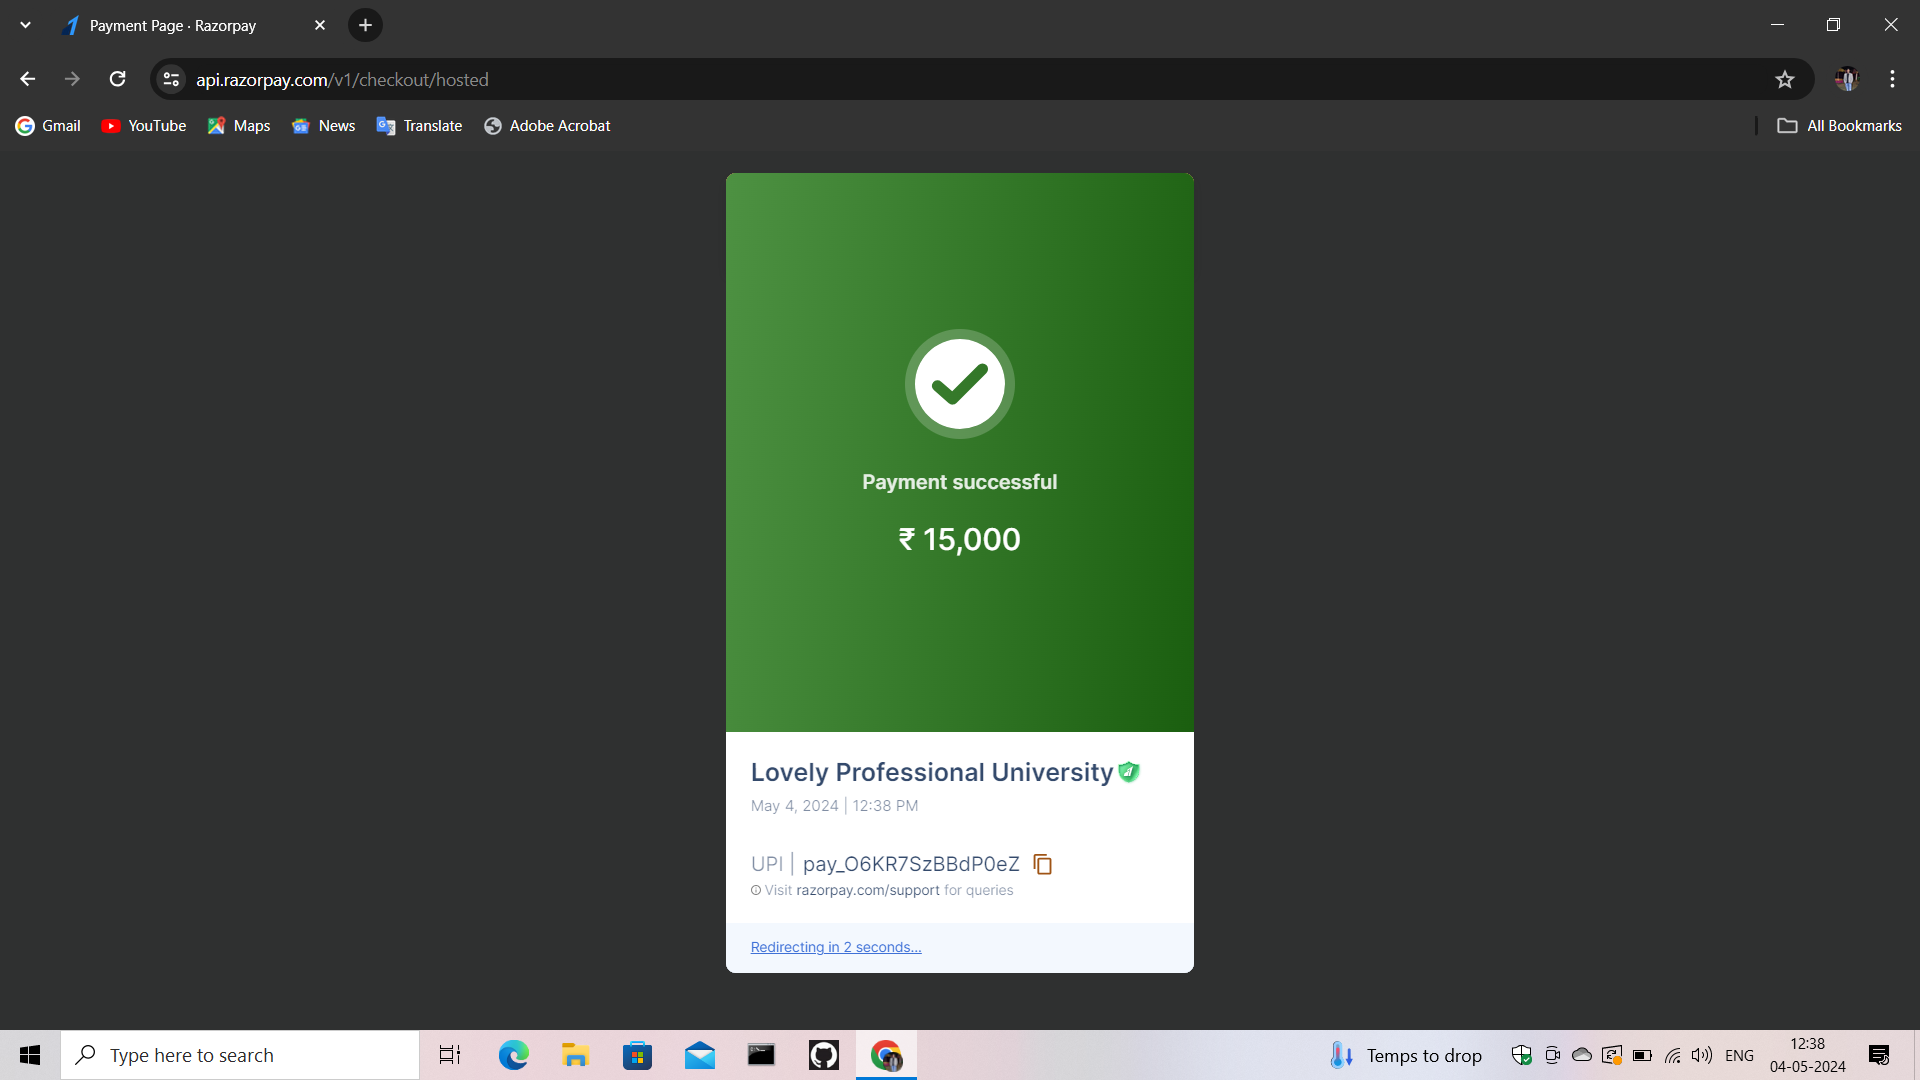 Payment Page · Razorpay
api.razorpay.com/v1/checkout/hosted
Gmail YouTube Maps News Translate Adobe Acrobat All Bookmarks
Payment successful
₹ 15,000
Lovely Professional University
May 4, 2024 | 12:38 PM
UPI | pay_O6KR7SzBBdP0eZ
Visit razorpay.com/support for queries
Redirecting in 2 seconds...
Type here to search
Temps to drop
ENG
12:38
04-05-2024